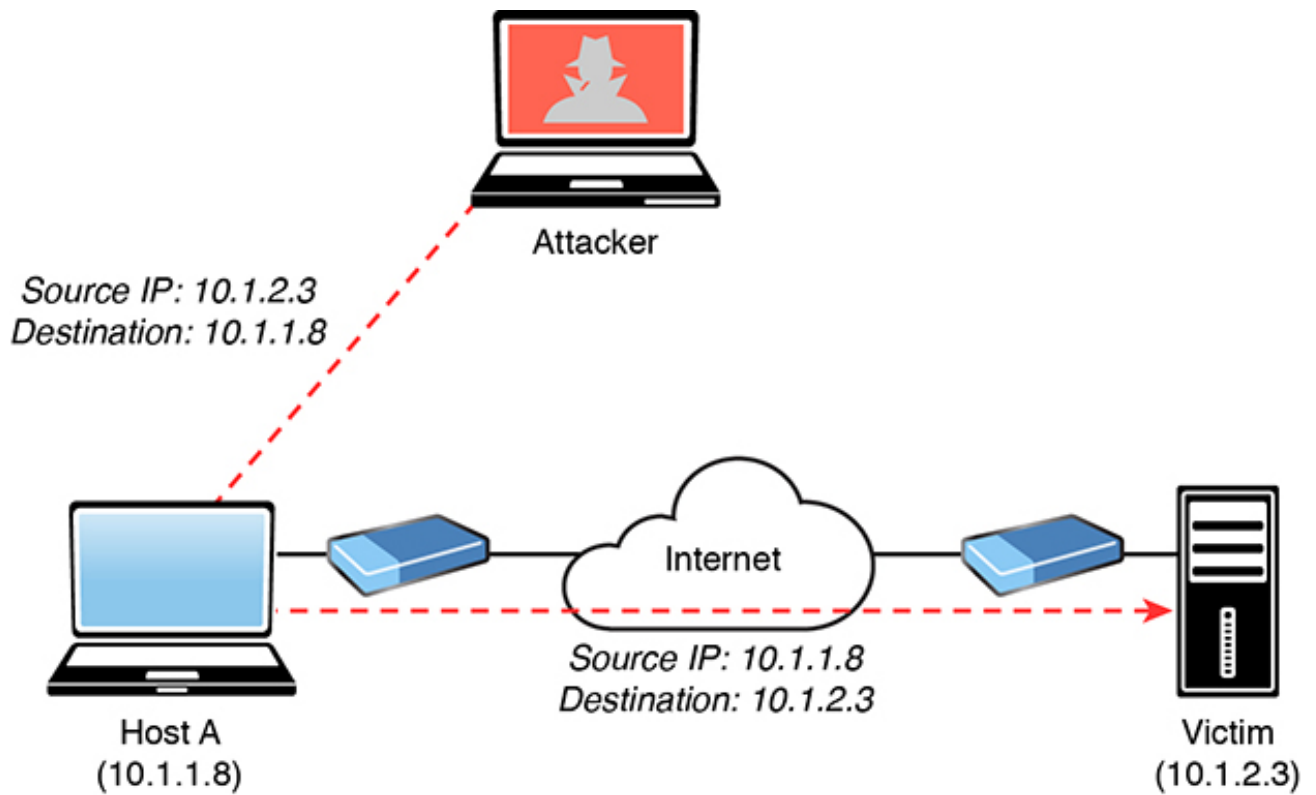 Attacker
Source IP: 10.1.2.3
Destination: 10.1.1.8
Internet
Source IP: 10.1.1.8
Destination: 10.1.2.3
Host A
(10.1.1.8)
Victim
(10.1.2.3)